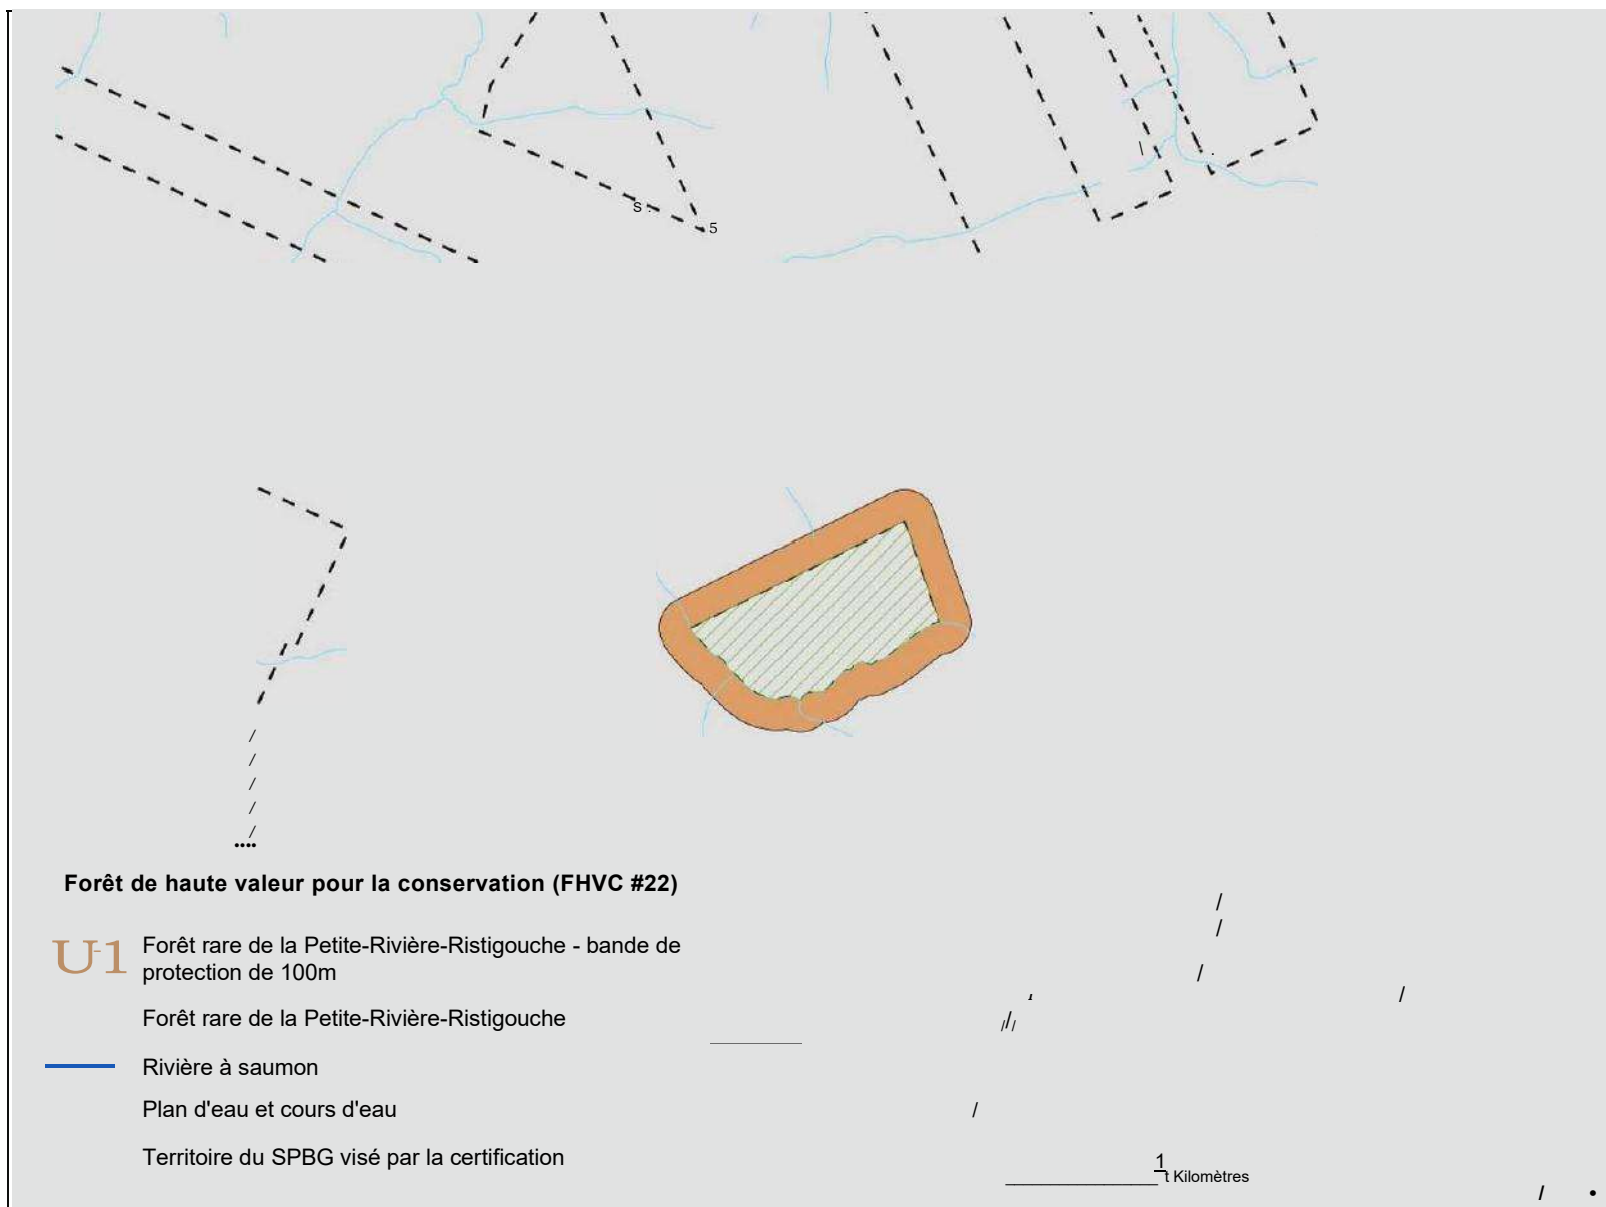 S .
5
Forêt de haute valeur pour la conservation (FHVC #22)
U-1
Forêt rare de la Petite-Rivière-Ristigouche - bande de
protection de 100m
Forêt rare de la Petite-Rivière-Ristigouche
Rivière à saumon
Plan d'eau et cours d'eau
Territoire du SPBG visé par la certification
1
t Kilomètres